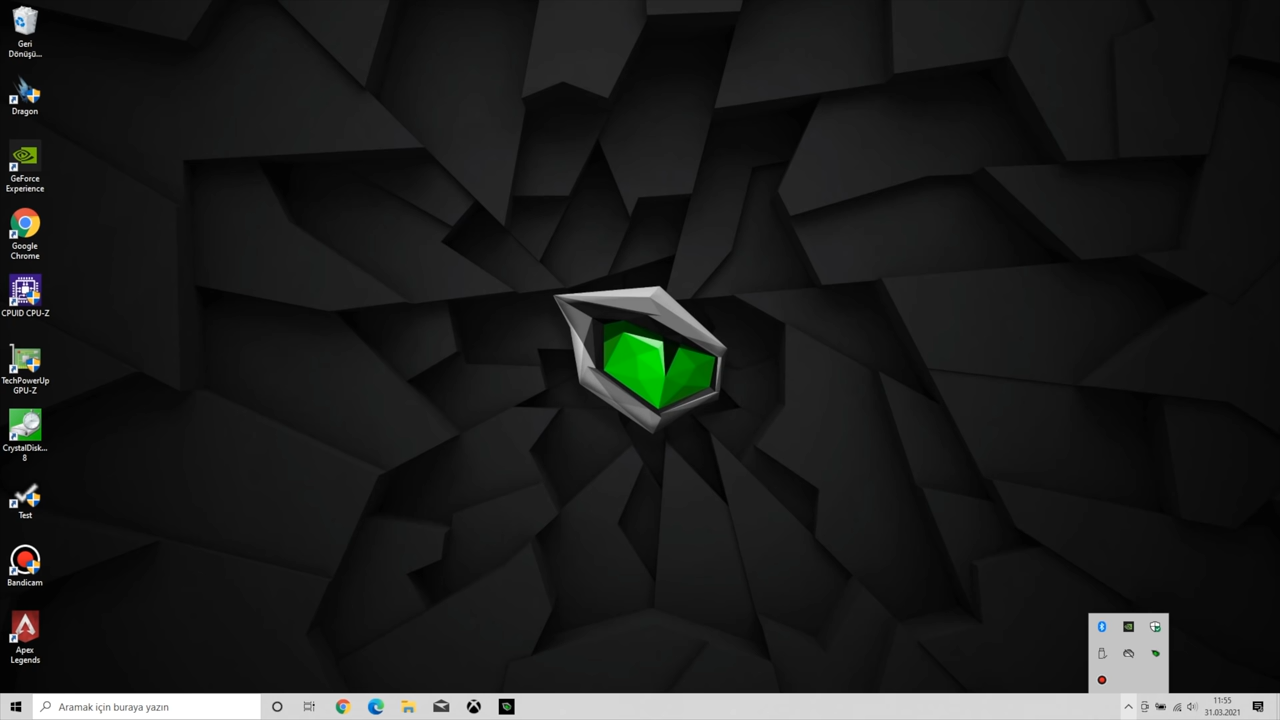 Geri
Dönüşü...
Dragon
GeForce
Experience
Google
Chrome
CPUID CPU-Z
TechPowerUp
GPU-Z
CrystalDisk...
8
Test
Bandicam
Apex
Legends
Aramak için buraya yazın
11:55
31.03.2021